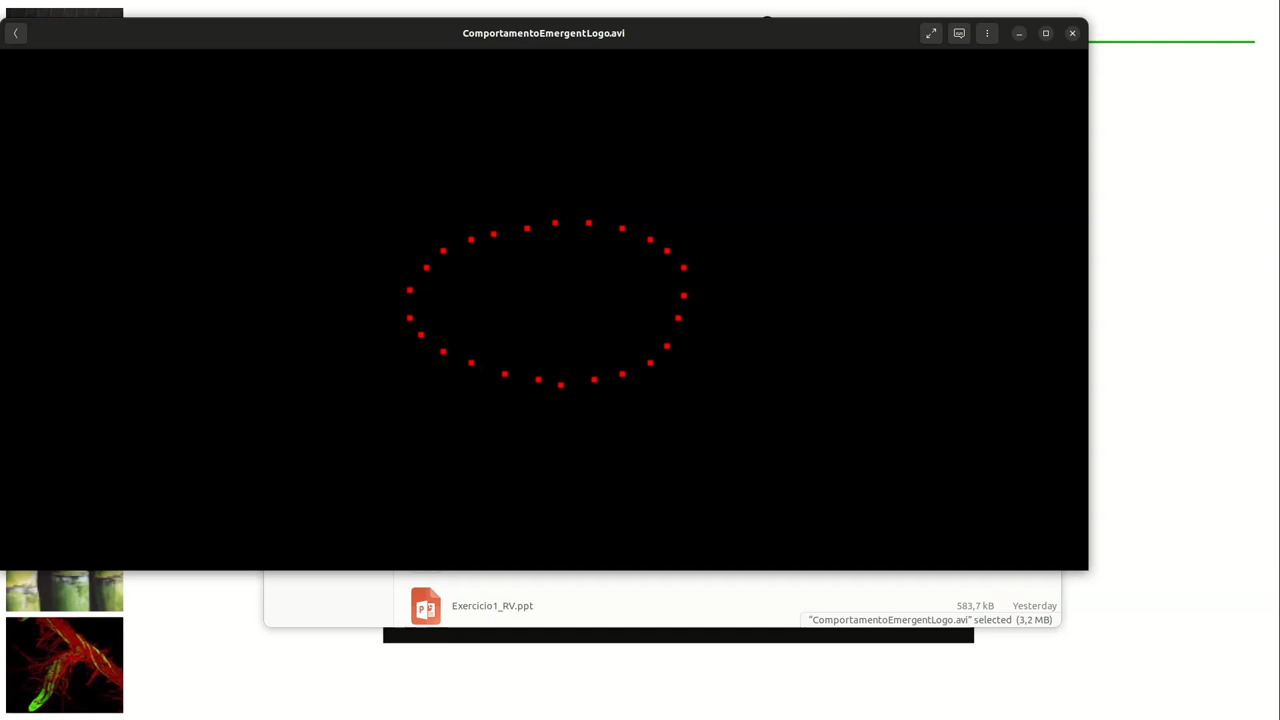 ComportamentoEmergentLogo.avi
Exercicio1_RV.ppt 583,7 kB Yesterday
"ComportamentoEmergentLogo.avi" selected (3,2 MB)